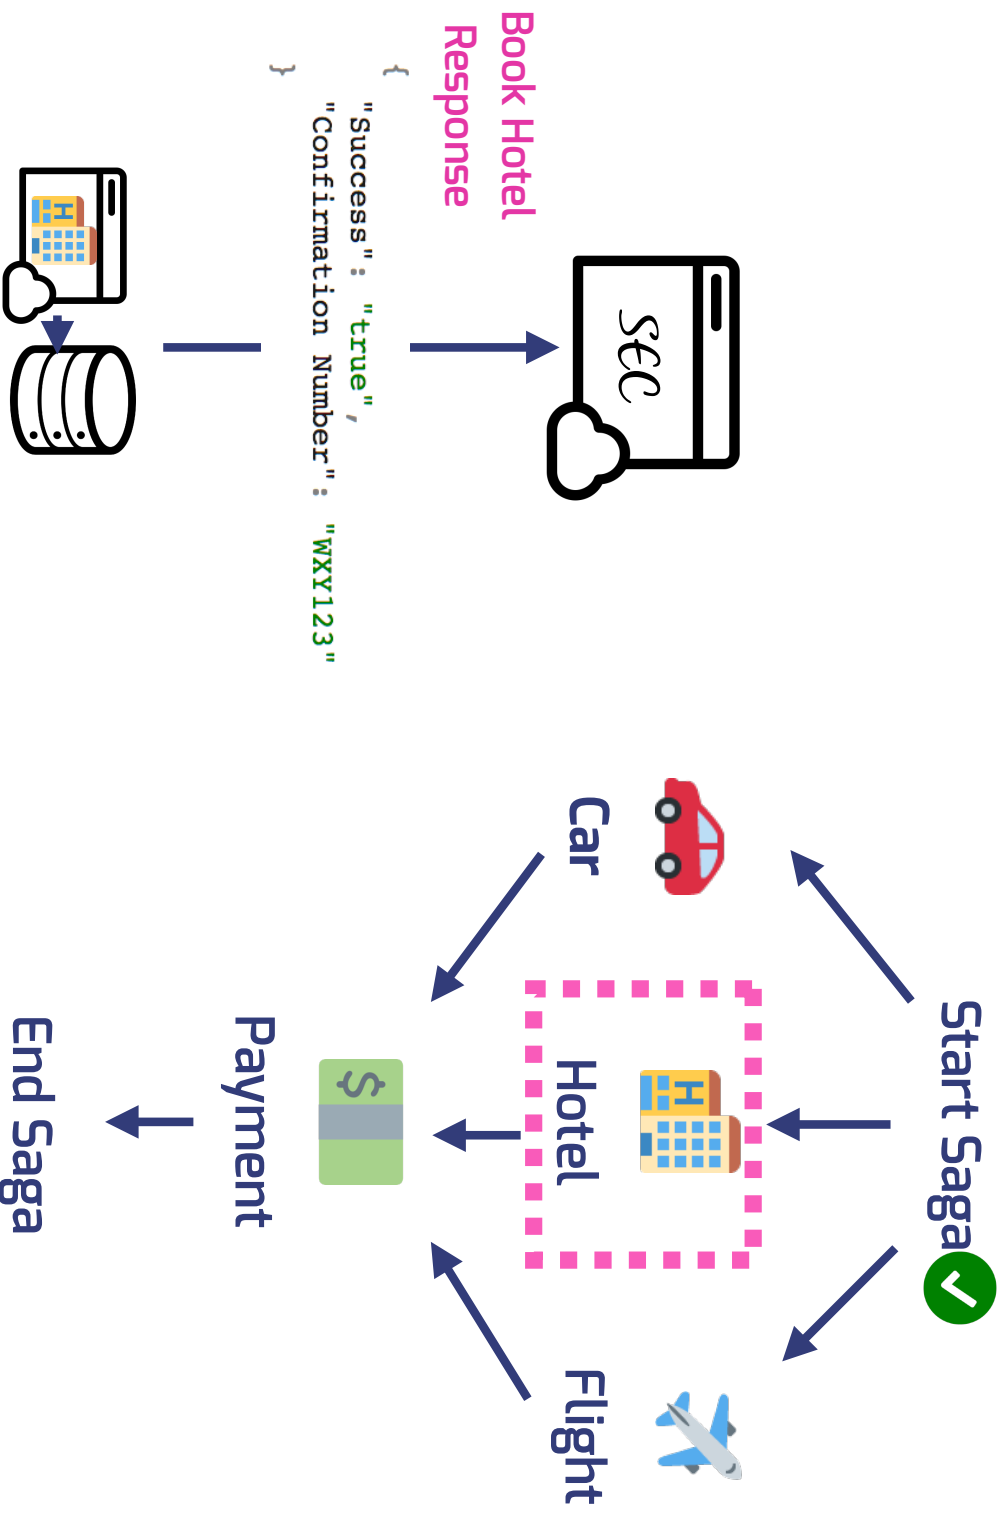 Book Hotel
Response
{
"Success": "true",
"Confirmation Number": "WXY123"
}
SEC
H
Start Saga
Car
H
Hotel
Flight
$
Payment
End Saga